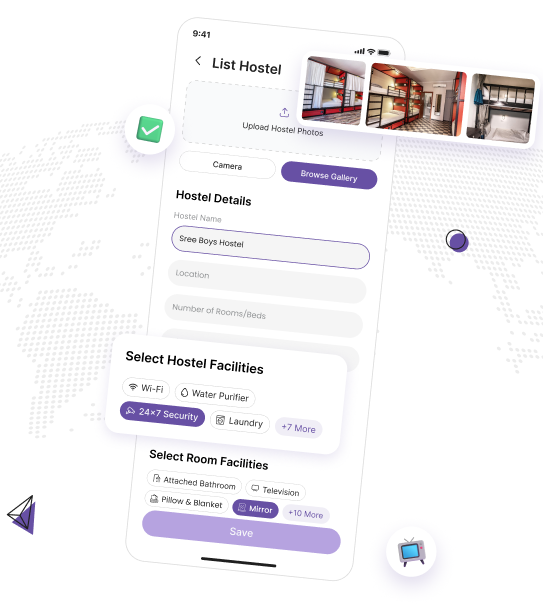 9:41
List Hostel
Upload Hostel Photos
Camera
Browse Gallery
Hostel Details
Hostel Name
Sree Boys Hostel
Location
Number of Rooms/Beds
Select Hostel Facilities
Wi-Fi
Water Purifier
24x7 Security
Laundry
+7 More
Select Room Facilities
Attached Bathroom
Television
Pillow & Blanket
Mirror
+10 More
Save